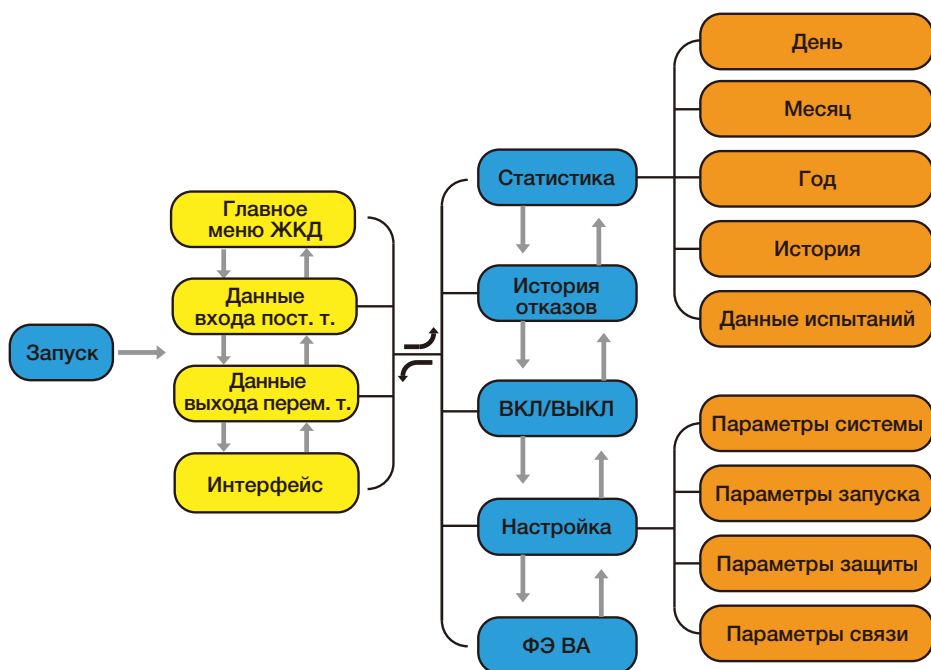 Запуск
Главное
меню ЖКД
Данные
входа пост. т.
Данные
выхода перем. т.
Интерфейс
Статистика
История
отказов
ВКЛ/ВЫКЛ
Настройка
ФЭ ВА
День
Месяц
Год
История
Данные испытаний
Параметры системы
Параметры запуска
Параметры защиты
Параметры связи